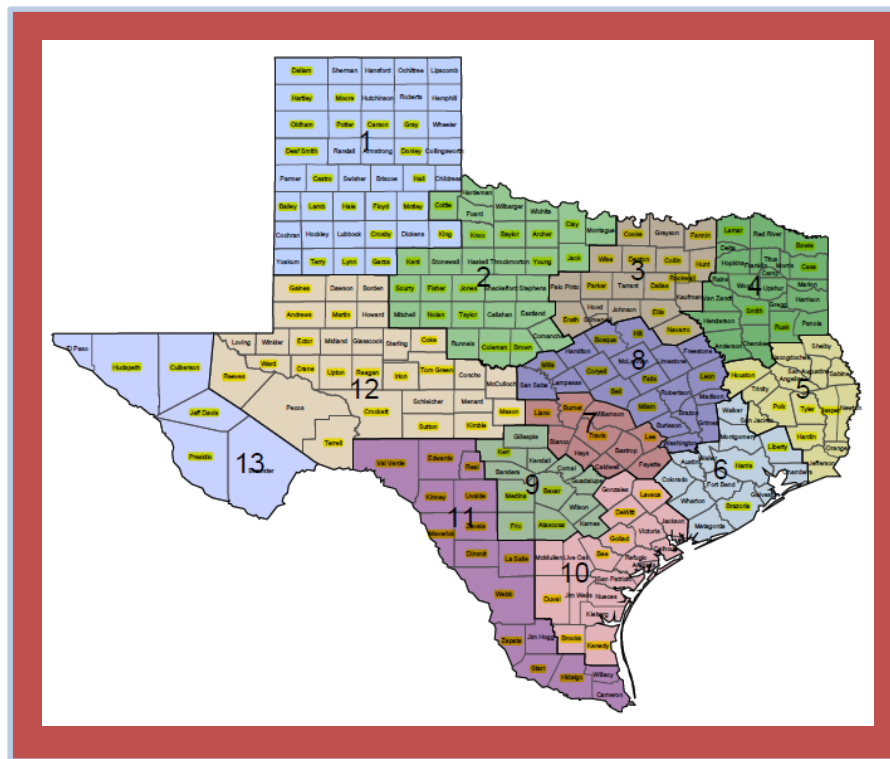 Dallam Sherman Hansford Ochiltree Lipscomb
Hartley Moore Hutchinson Roberts Hemphill
Oldham Potter Carson Gray Wheeler
1
Deaf Smith Randall Armstrong Donley Collingsworth
Parmer Castro Swisher Briscoe Hall Childress
Bailey Lamb Hale Floyd Motley Cottle
Hardeman
Foard Wilbarger Wichita
Clay Montague Cooke Grayson Fannin Lamar Red River Bowie
Cochran Hockley Lubbock Crosby Dickens King Knox Baylor Archer
Yoakum Terry Lynn Garza Kent Stonewall Haskell Throckmorton Young Jack Wise Denton Collin Hunt
2
3
4
Delta Hopkins Franklin Titus Camp Morris Cass
Rains Wood Upshur Marion
Gaines Dawson Borden Scurry Fisher Jones Shackelford Stephens Palo Pinto Parker Tarrant Dallas Rockwall Kaufman Van Zandt Gregg Harrison
Andrews Martin Howard Mitchell Nolan Taylor Callahan Eastland Erath Hood Somervell Johnson Ellis Henderson Smith Rusk Panola
Comanche Navarro Anderson Cherokee
El Paso Hudspeth Culberson
Loving Winkler Ector Midland Glasscock Sterling Coke Runnels Coleman Brown
Reeves Ward Crane Upton Reagan Irion Tom Green Concho McCulloch
12
Mills Hamilton Bosque Hill
8
McLennan Limestone Freestone
San Saba Lampasas Coryell Bell Falls Robertson Leon
Milam Brazos Madison Grimes
Burleson Washington
Houston Nacogdoches Shelby
San Augustine Sabine
Angelina
Trinity
5
Polk Tyler Jasper Newton
Walker San Jacinto
Hardin
Orange
Jefferson
Jeff Davis Pecos Crockett Schleicher Menard Mason
Sutton Kimble
Presidio Terrell
13
Llano Burnet Williamson
7
Blanco Travis Lee
Hays Bastrop
Caldwell Fayette
Montgomery Liberty
Austin Waller Harris Chambers
6
Colorado Fort Bend
Wharton Brazoria
Matagorda
Gillespie
Kerr Kendall
Bandera Comal
9
Guadalupe
Medina Bexar
Wilson
Frio Atascosa Karnes
Val Verde Edwards
Real
Kinney Uvalde
11
Maverick Zavala
Dimmit La Salle
Webb
Zapata Jim Hogg
Starr Hidalgo Willacy
Cameron
Gonzales Lavaca
DeWitt
Victoria Jackson
Goliad
Calhoun
McMullen Live Oak Bee Refugio
10
San Patricio
Duval Jim Wells Nueces
Kleberg
Brooks Kenedy